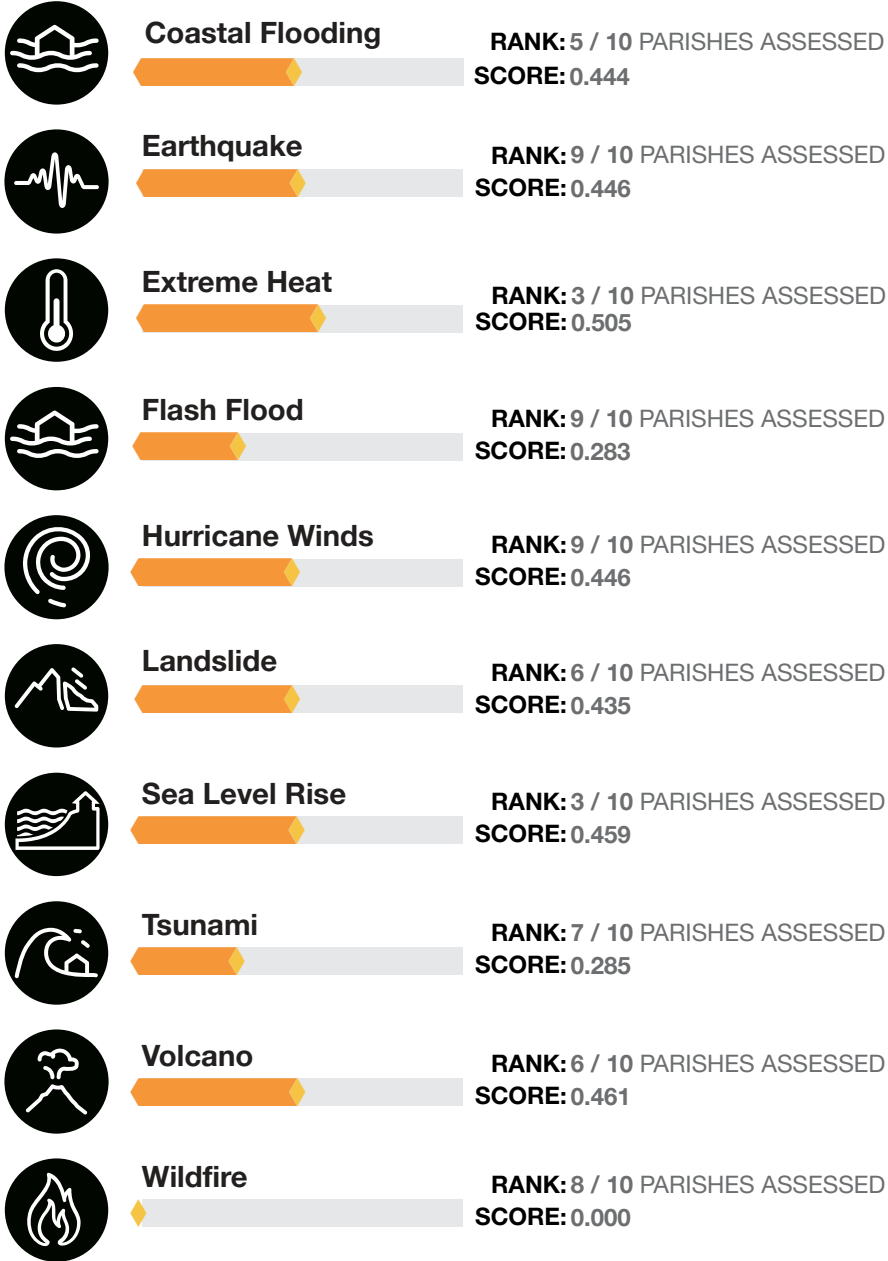 Coastal Flooding
RANK: 5 / 10 PARISHES ASSESSED
SCORE: 0.444
Earthquake
RANK: 9 / 10 PARISHES ASSESSED
SCORE: 0.446
Extreme Heat
RANK: 3 / 10 PARISHES ASSESSED
SCORE: 0.505
Flash Flood
RANK: 9 / 10 PARISHES ASSESSED
SCORE: 0.283
Hurricane Winds
RANK: 9 / 10 PARISHES ASSESSED
SCORE: 0.446
Landslide
RANK: 6 / 10 PARISHES ASSESSED
SCORE: 0.435
Sea Level Rise
RANK: 3 / 10 PARISHES ASSESSED
SCORE: 0.459
Tsunami
RANK: 7 / 10 PARISHES ASSESSED
SCORE: 0.285
Volcano
RANK: 6 / 10 PARISHES ASSESSED
SCORE: 0.461
Wildfire
RANK: 8 / 10 PARISHES ASSESSED
SCORE: 0.000